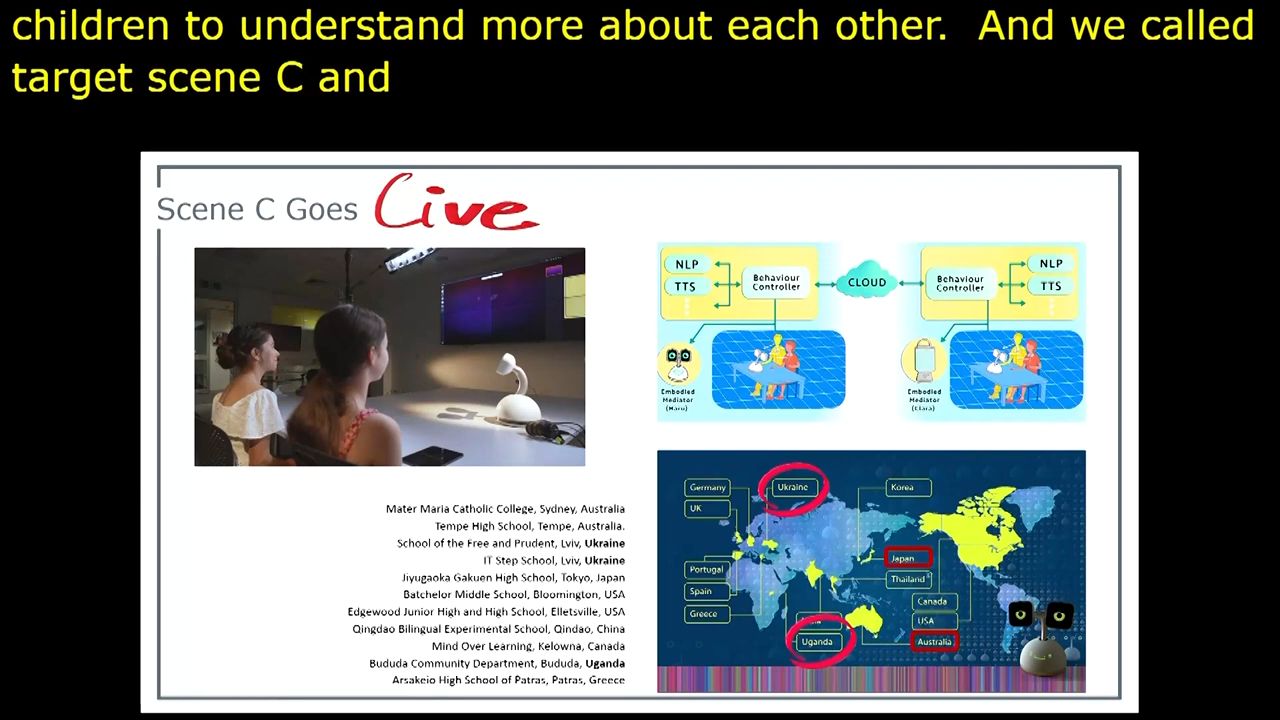 children to understand more about each other.  And we called
target scene C and
Scene C Goes Live
NLP
TTS
Behaviour
Controller
CLOUD
Behaviour
Controller
NLP
TTS
Embodied
Mediator
(Haru)
Embodied
Mediator
(Clara)
Mater Maria Catholic College, Sydney, Australia
Tempe High School, Tempe, Australia.
School of the Free and Prudent, Lviv, Ukraine
IT Step School, Lviv, Ukraine
Jiyugaoka Gakuen High School, Tokyo, Japan
Batchelor Middle School, Bloomington, USA
Edgewood Junior High and High School, Elletsville, USA
Qingdao Bilingual Experimental School, Qindao, China
Mind Over Learning, Kelowna, Canada
Bududa Community Department, Bududa, Uganda
Arsakeio High School of Patras, Patras, Greece
Germany
UK
Ukraine
Korea
Portugal
Spain
Greece
Japan
Thailand
Canada
USA
Uganda
Australia